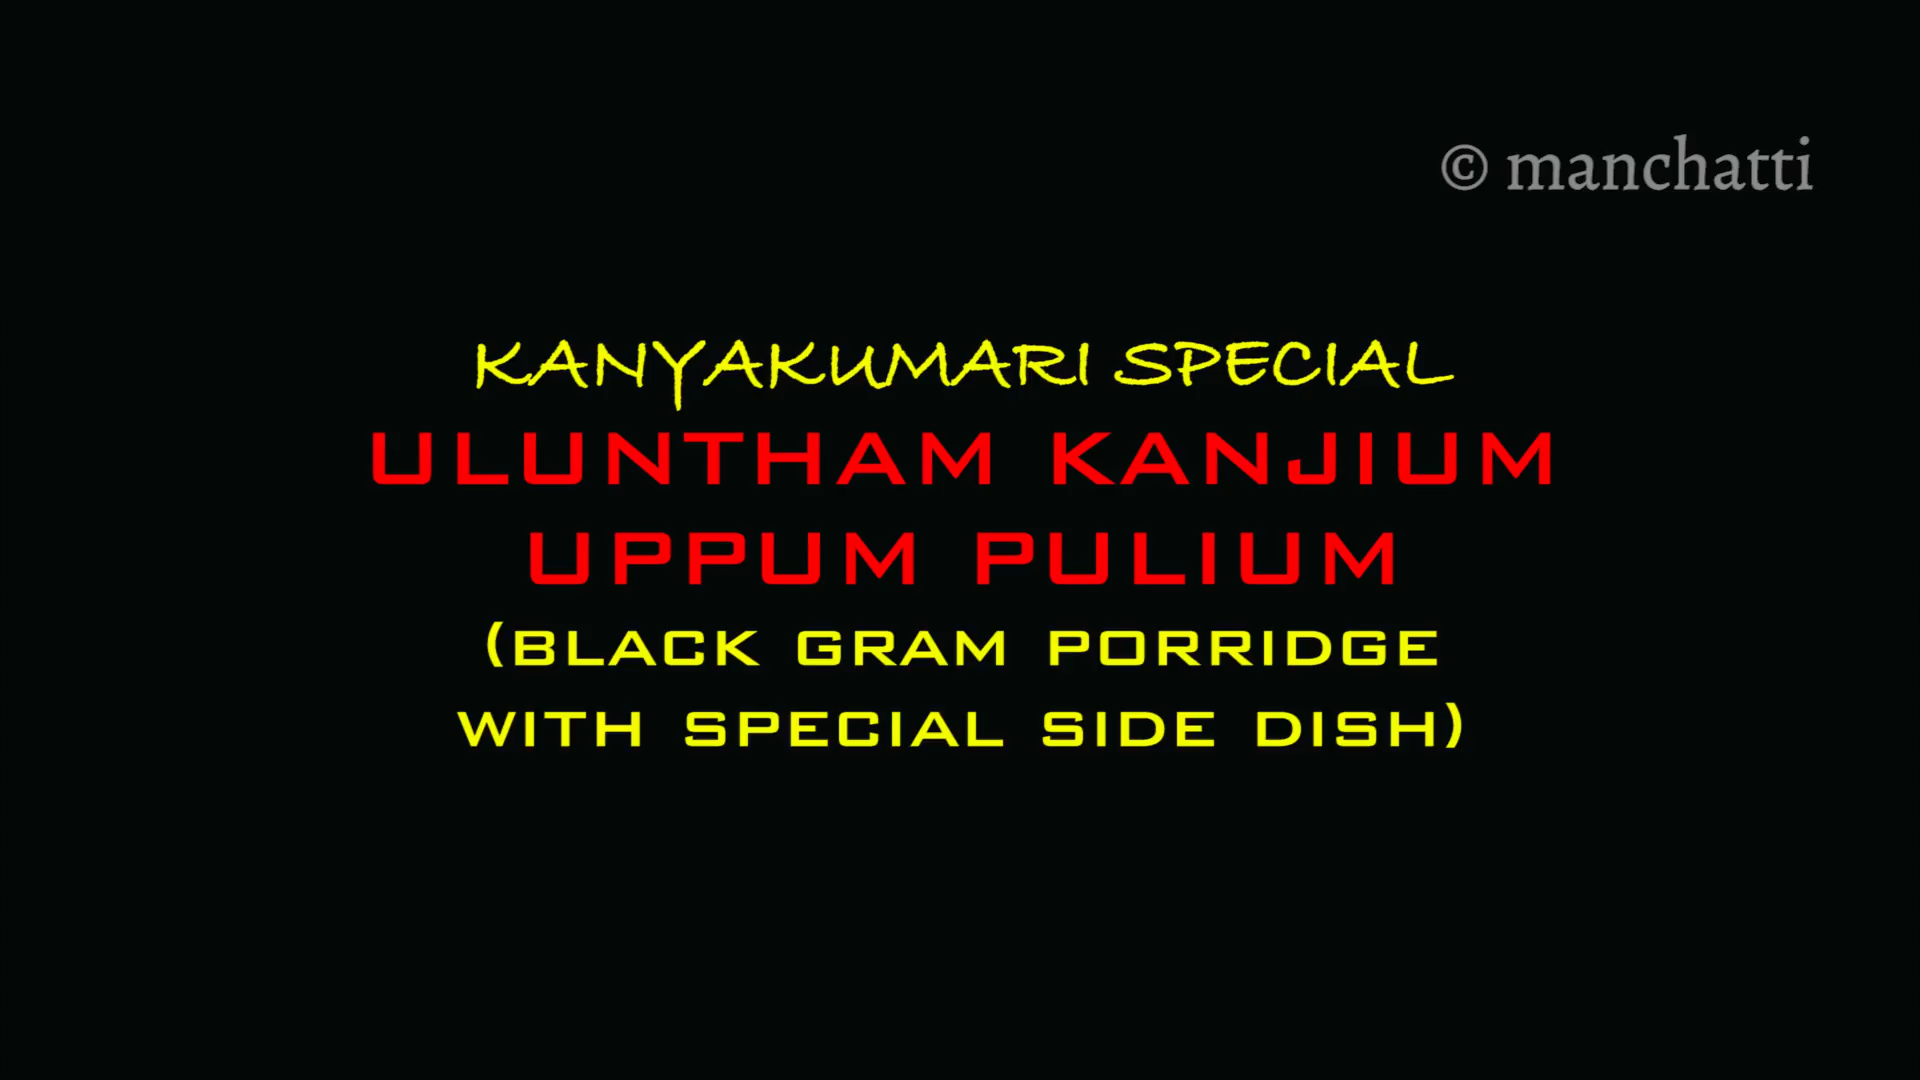 © manchatti
KANYAKUMARI SPECIAL
ULUNTHAM KANJIUM
UPPUM PULIUM
(BLACK GRAM PORRIDGE
WITH SPECIAL SIDE DISH)